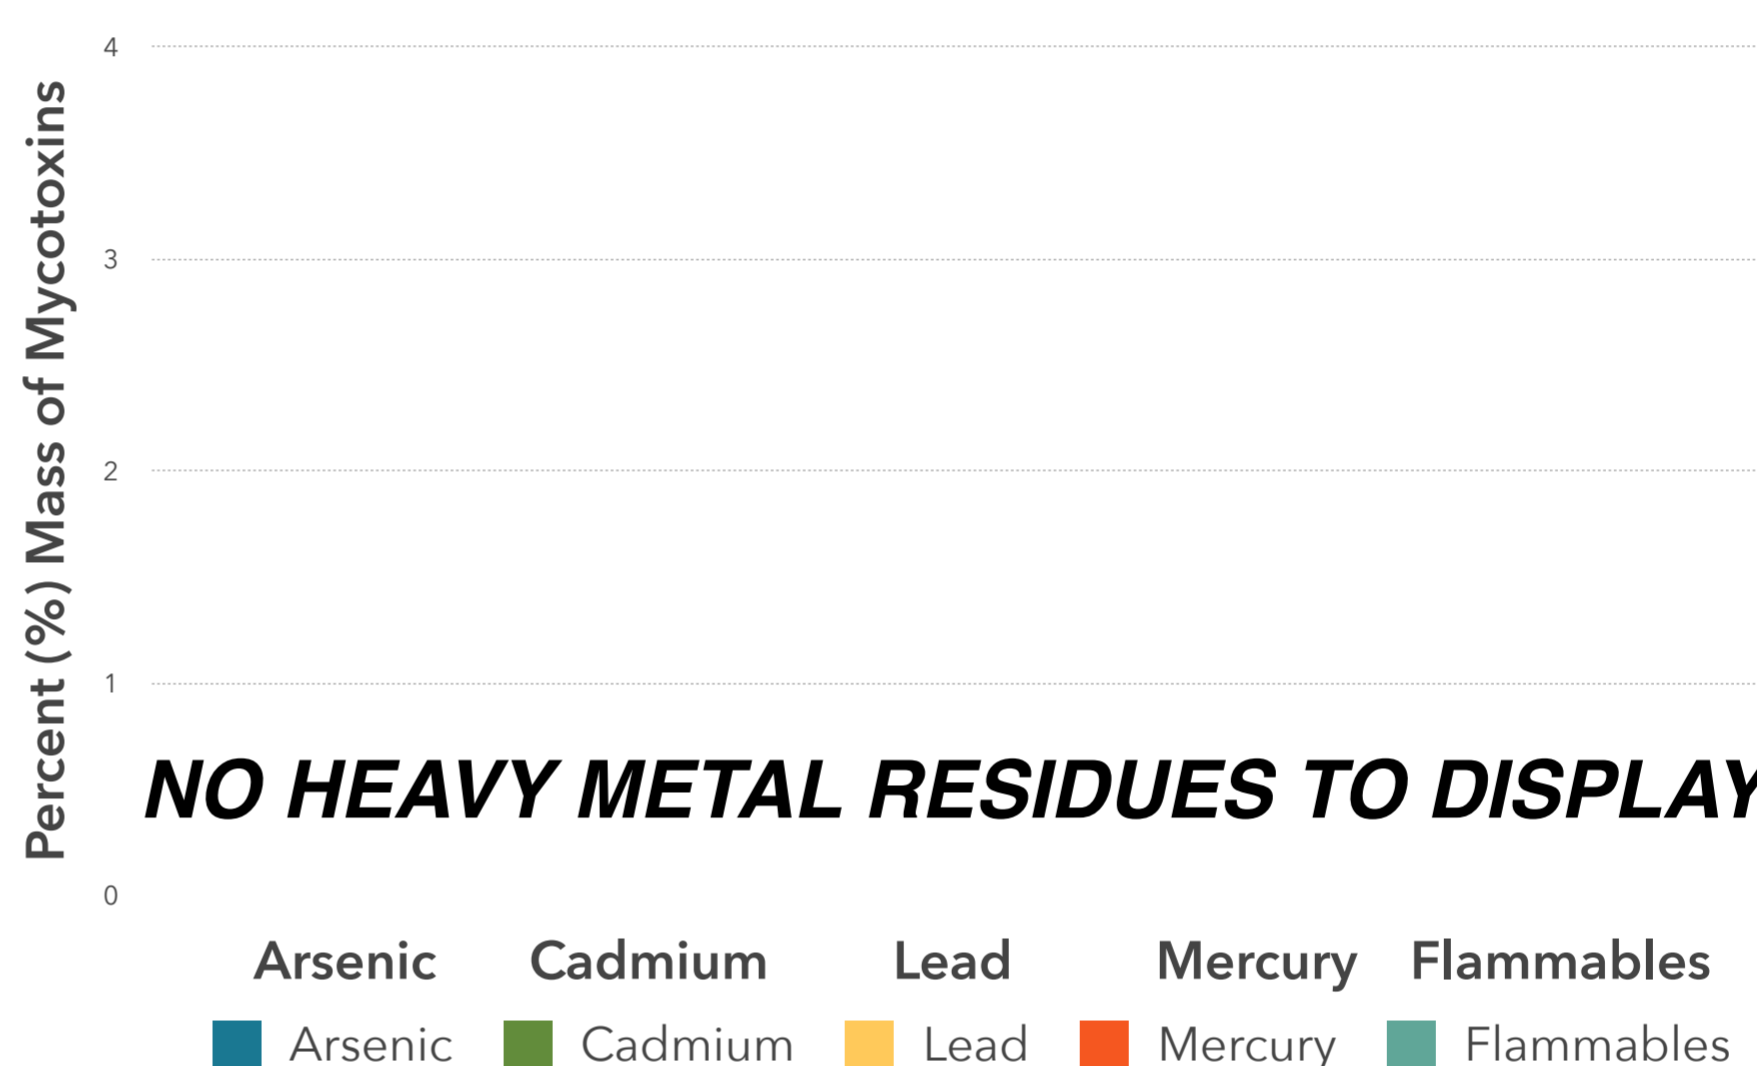 Percent (%) Mass of Mycotoxins
4
3
2
1
0
NO HEAVY METAL RESIDUES TO DISPLAY
Arsenic Cadmium Lead Mercury Flammables
Arsenic Cadmium Lead Mercury Flammables